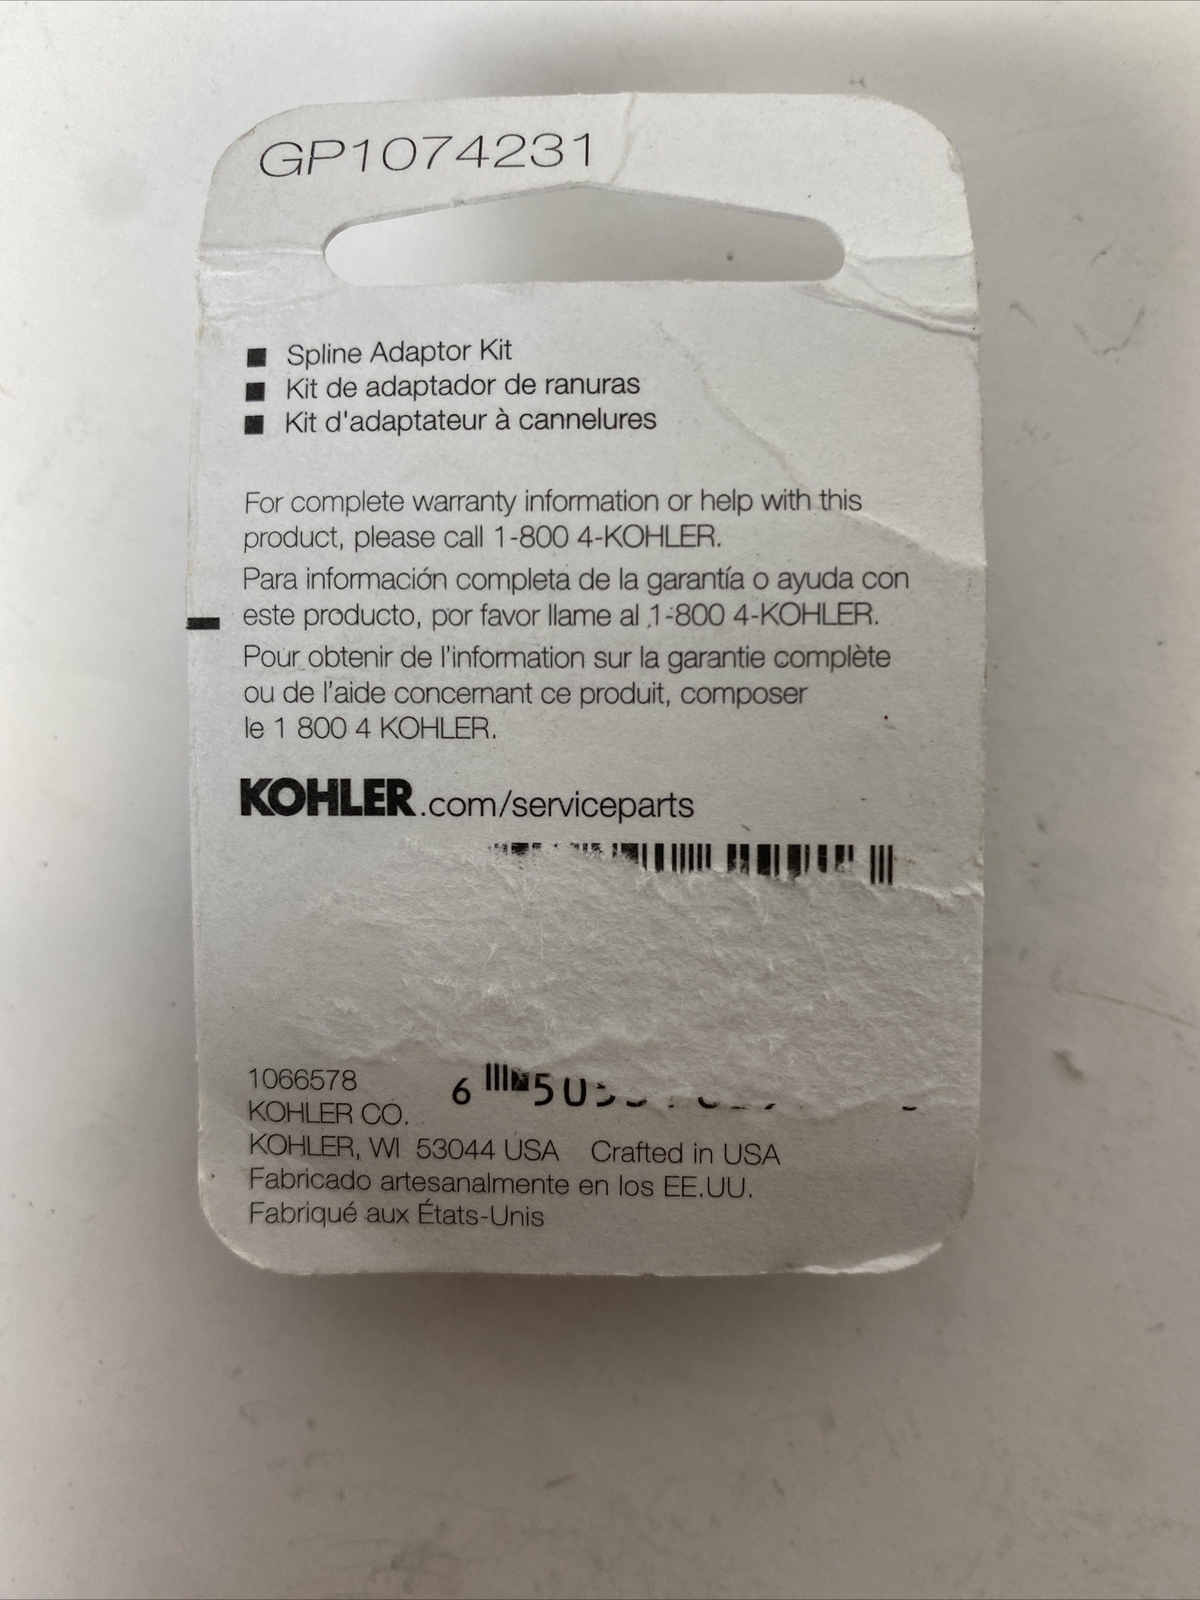 GP1074231
Spline Adaptor Kit
Kit de adaptador de ranuras
Kit d'adaptateur à cannelures
For complete warranty information or help with this
product, please call 1-800 4-KOHLER.
Para información completa de la garantía o ayuda con
este producto, por favor llame al 1-800 4-KOHLER.
Pour obtenir de l'information sur la garantie complète
ou de l'aide concernant ce produit, composer
le 1 800 4 KOHLER.
KOHLER.com/serviceparts
6 50
1066578
KOHLER CO.
KOHLER, WI 53044 USA Crafted in USA
Fabricado artesanalmente en los EE.UU.
Fabriqué aux États-Unis